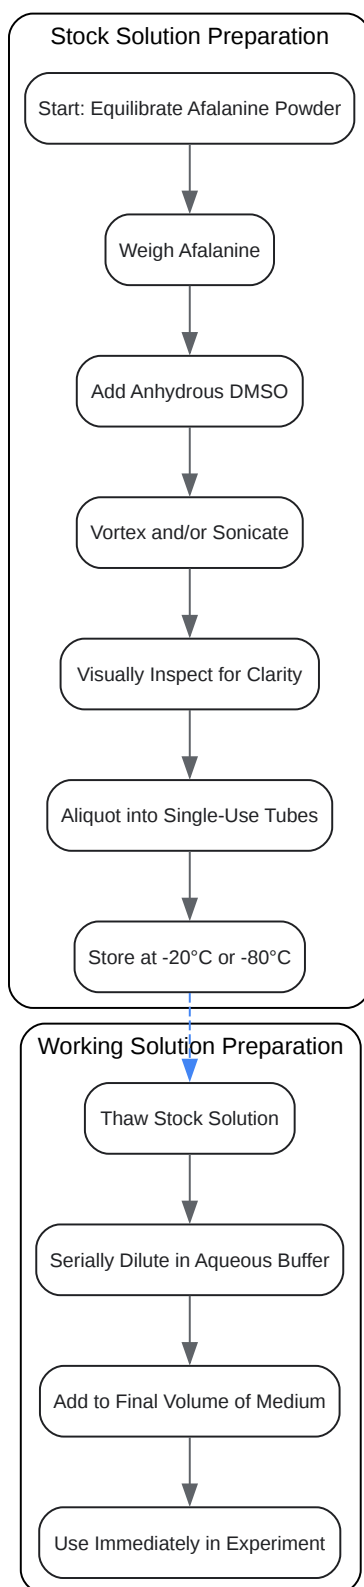 Stock Solution Preparation
Start: Equilibrate Afalanine Powder
Weigh Afalanine
Add Anhydrous DMSO
Vortex and/or Sonicate
Visually Inspect for Clarity
Aliquot into Single-Use Tubes
Store at -20°C or -80°C
Working Solution Preparation
Thaw Stock Solution
Serially Dilute in Aqueous Buffer
Add to Final Volume of Medium
Use Immediately in Experiment